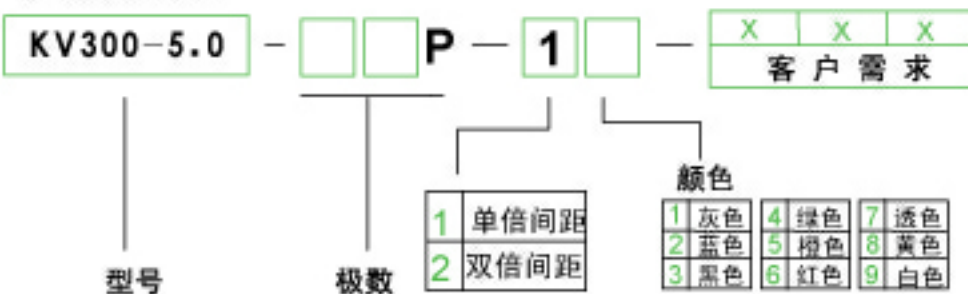 KV300-5.0 - P - 1 - X X X
客户需求
颜色
1 单倍间距
2 双倍间距
1 灰色 4 绿色 7 透色
2 蓝色 5 橙色 8 黄色
3 黑色 6 红色 9 白色
型号 极数